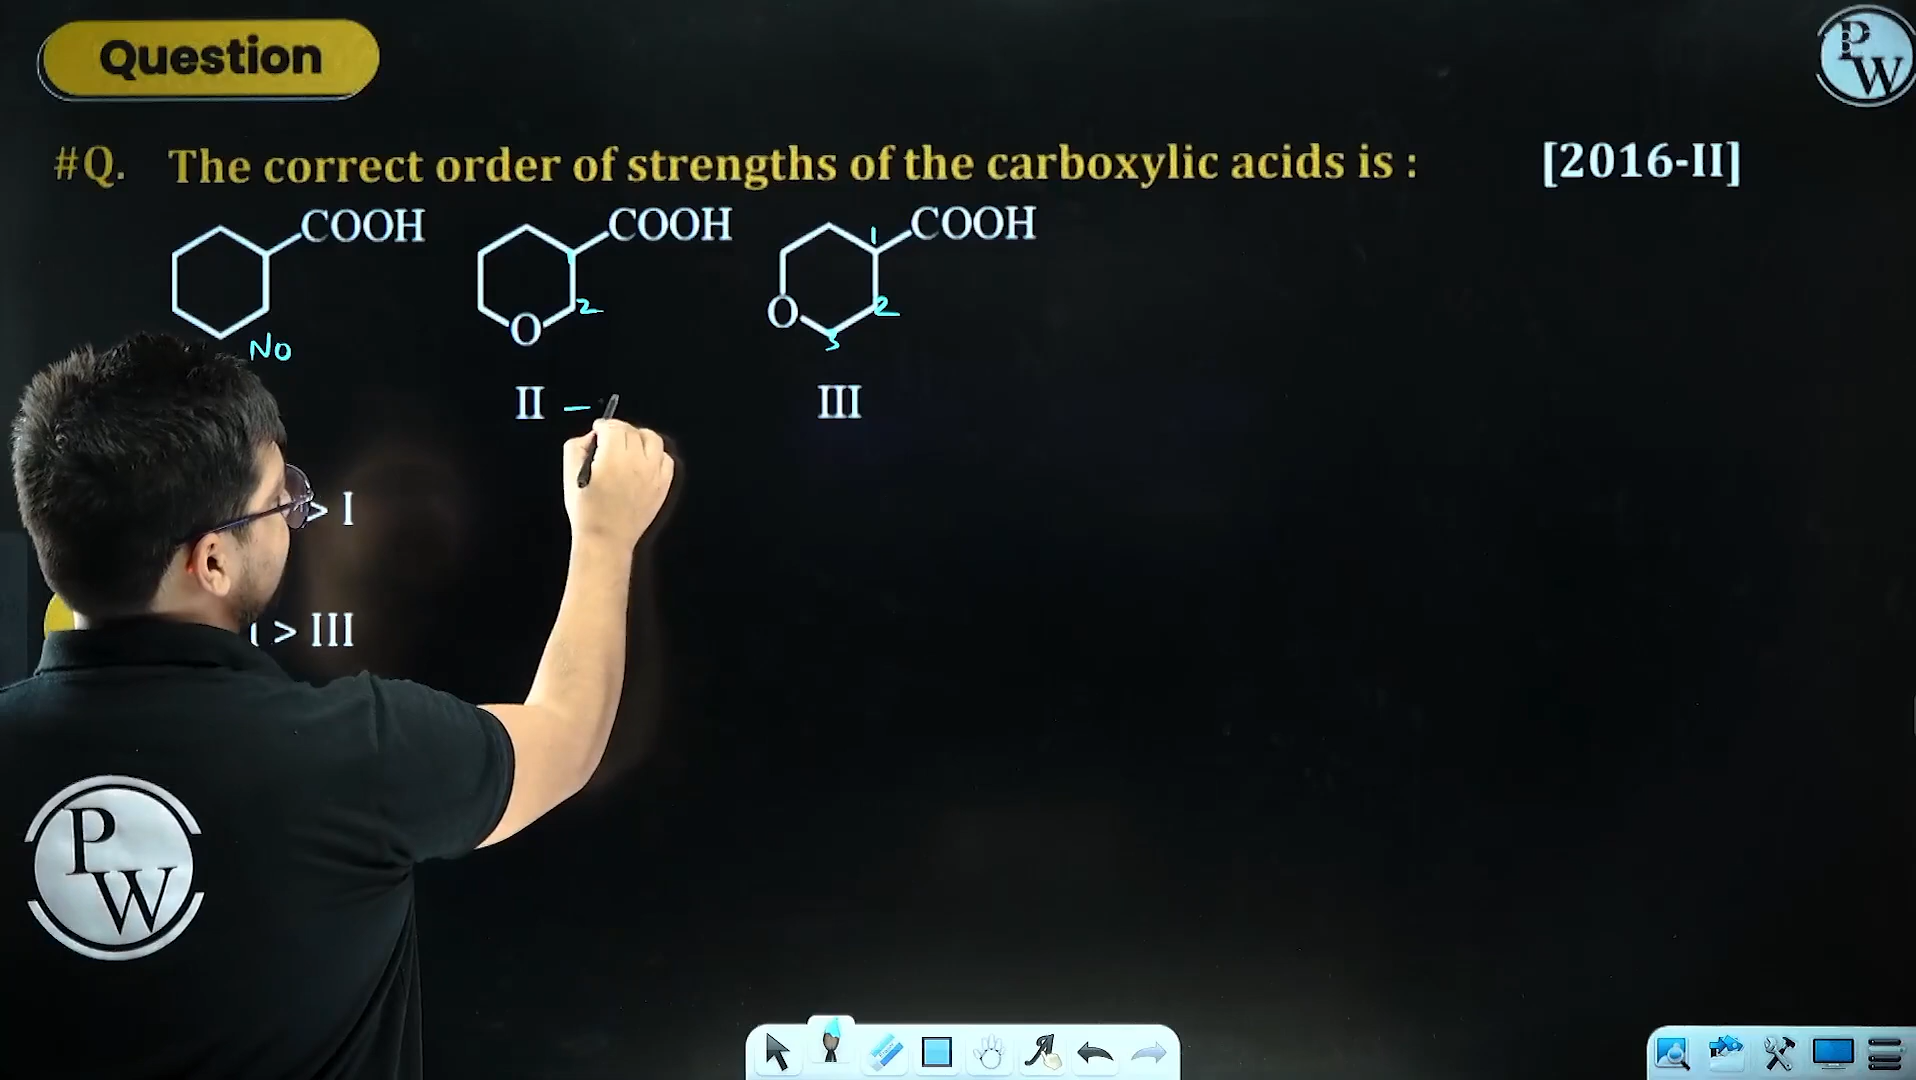 Question
PW
#Q. The correct order of strengths of the carboxylic acids is : [2016-II]
COOH COOH COOH
1
2 2
O O
3
No
II – III
> I
> III
PW